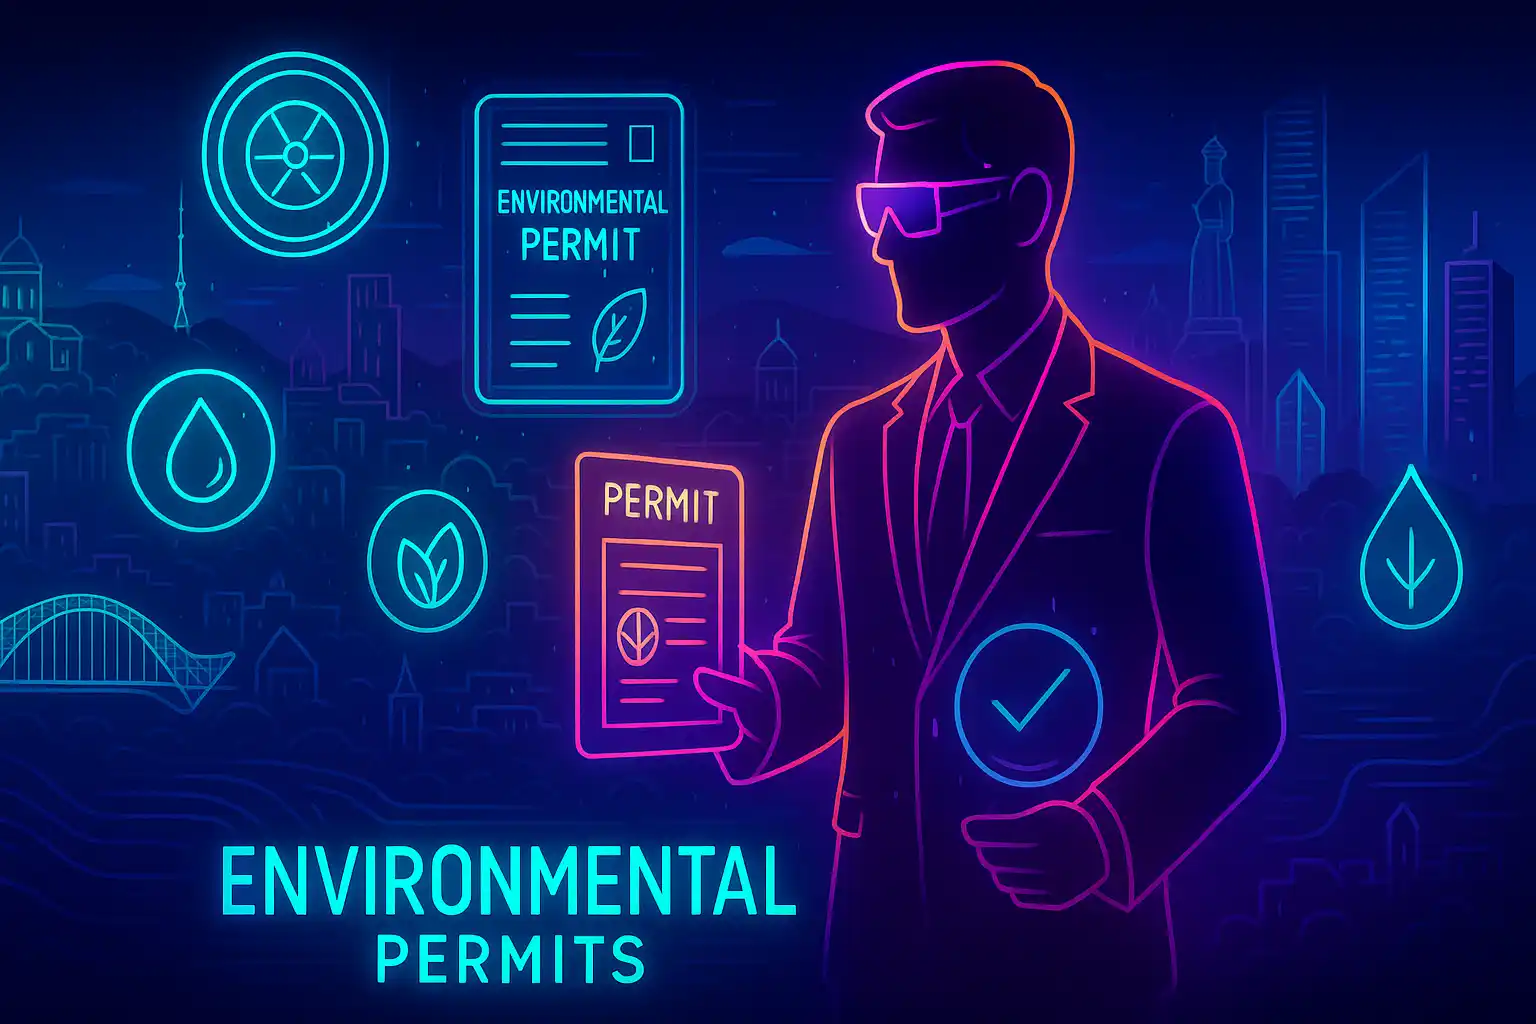 ENVIRONMENTAL
PERMIT
PERMIT
ENVIRONMENTAL
PERMITS